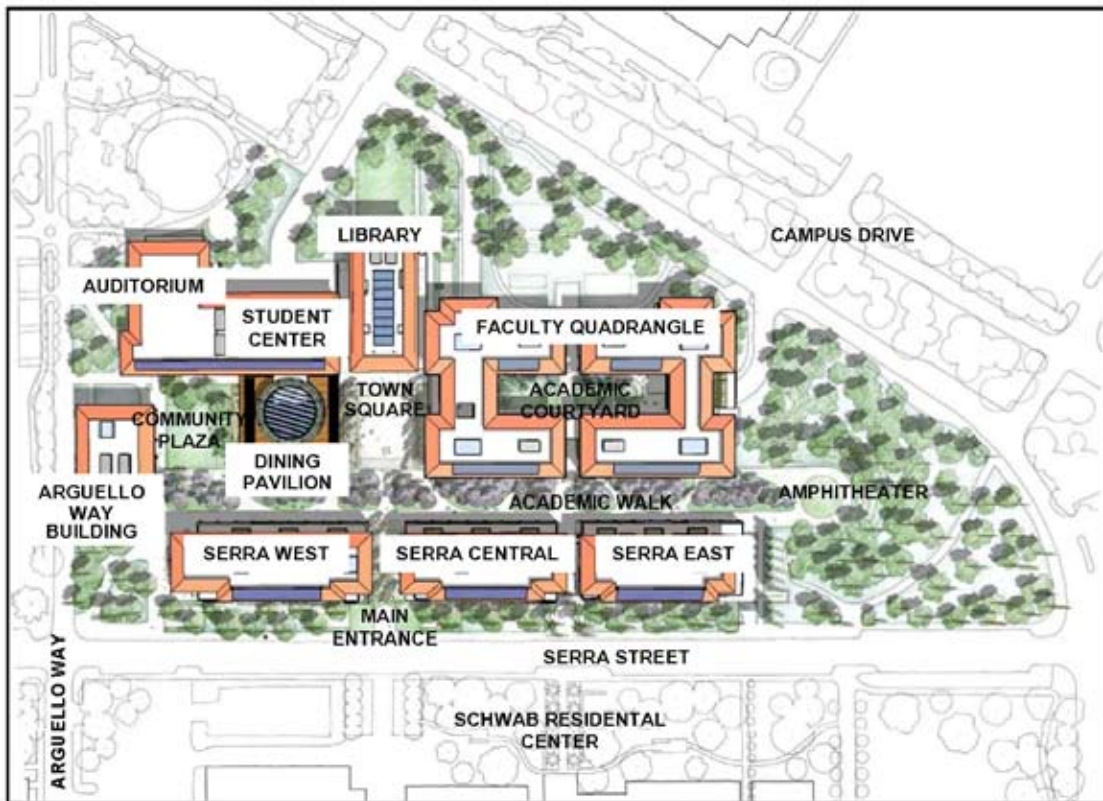 CAMPUS DRIVE
LIBRARY
AUDITORIUM
STUDENT
CENTER
FACULTY QUADRANGLE
TOWN
SQUARE
ACADEMIC
COURTYARD
COMMUNITY
PLAZA
DINING
PAVILION
ARGUELLO
WAY
BUILDING
ACADEMIC WALK
AMPHITHEATER
SERRA WEST
SERRA CENTRAL
SERRA EAST
MAIN
ENTRANCE
SERRA STREET
ARGUELLO WAY
SCHWAB RESIDENTAL
CENTER